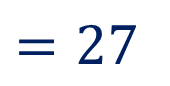 = 27